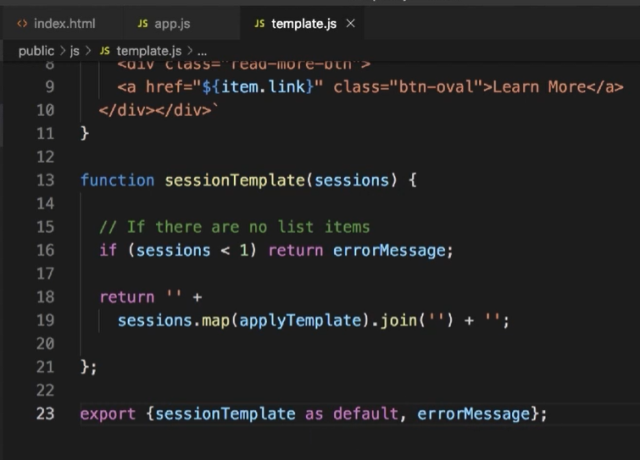 index.html JS app.js JS template.js ×
public > js > JS template.js > ...
8 <div class="read-more-btn">
9 <a href="${item.link}" class="btn-oval">Learn More</a>
10 </div></div>`
11 }
12
13 function sessionTemplate(sessions) {
14
15 // If there are no list items
16 if (sessions < 1) return errorMessage;
17
18 return '' +
19 sessions.map(applyTemplate).join('') + '';
20
21 };
22
23 export {sessionTemplate as default, errorMessage};